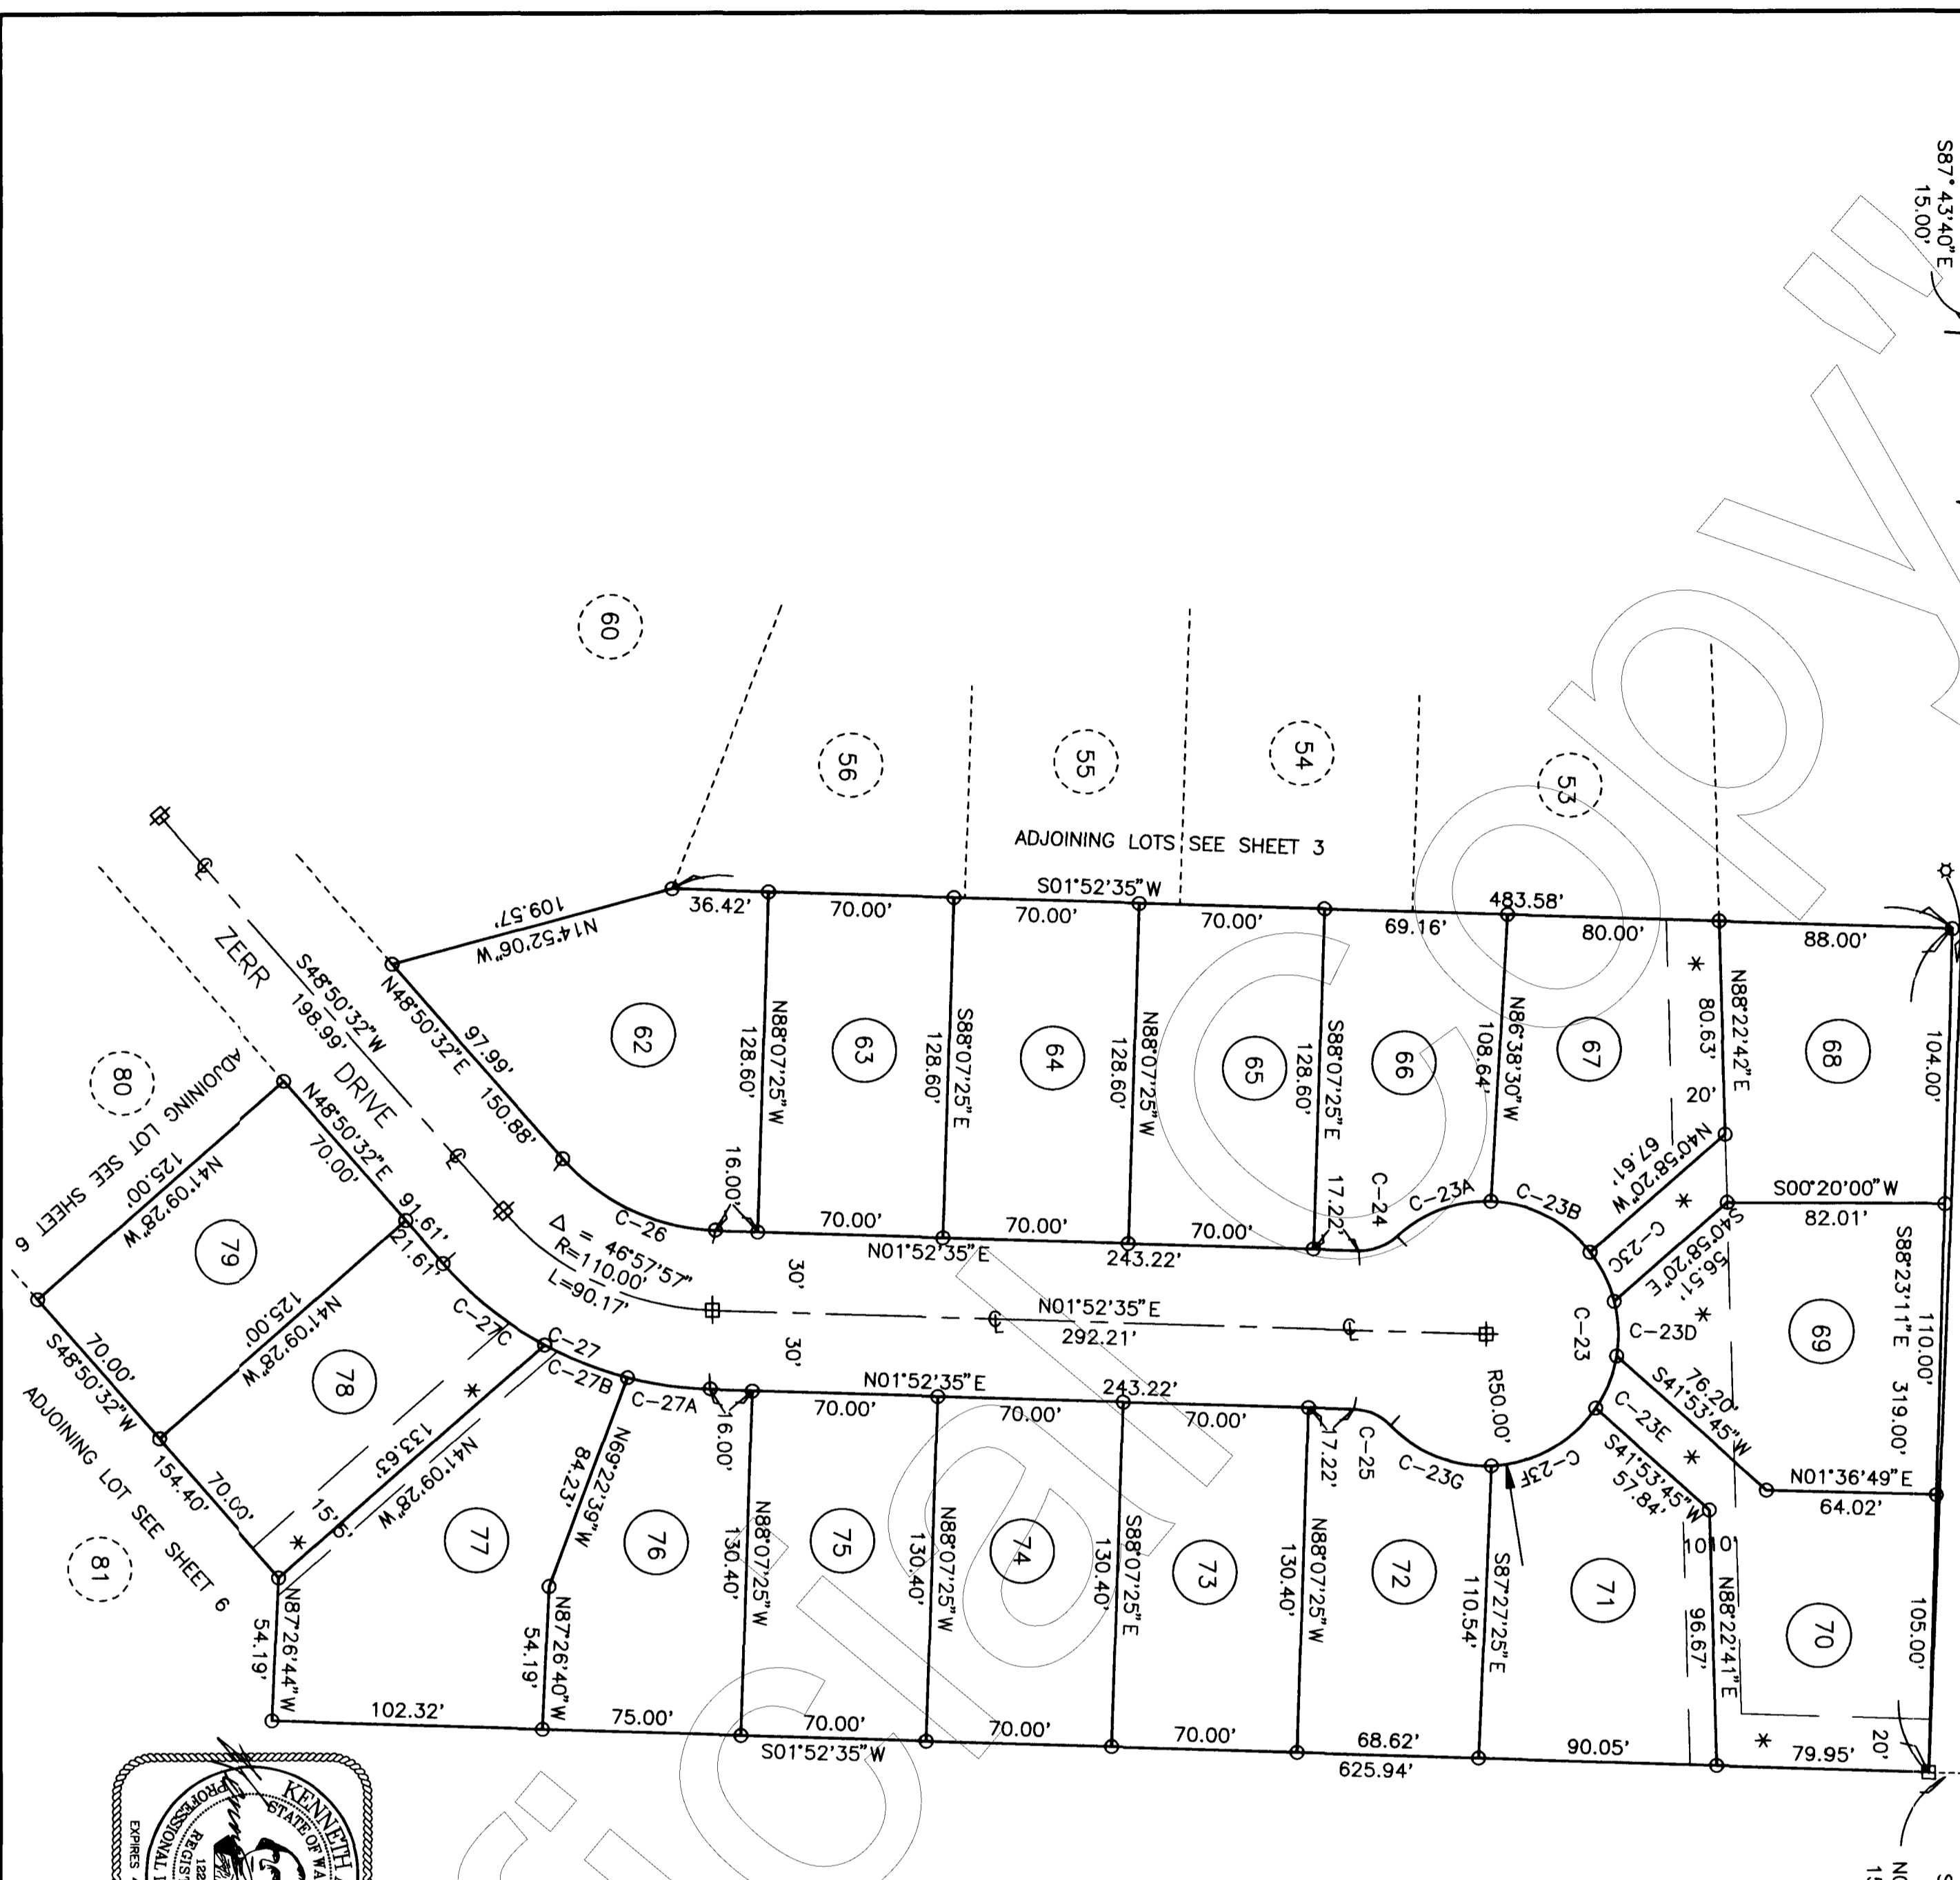 S87°43'40"E
15.00'
60
56
55
54
53
ADJOINING LOTS SEE SHEET 3
S01°52'35"W
483.58'
36.42'
70.00'
70.00'
70.00'
69.16'
80.00'
88.00'
109.57'
N14°52'06"W
62
63
64
65
66
67
68
N88°07'25"W
128.60'
S88°07'25"E
128.60'
N88°07'25"W
128.60'
S88°07'25"E
128.60'
N86°38'30"W
108.64'
N88°22'42"E
80.63'
20'
*
104.00'
N48°50'32"E
97.99'
150.88'
C-26
16.00'
70.00'
70.00'
70.00'
N01°52'35"E
243.22'
17.22'
C-24
C-23A
C-23B
N40°58'20"W
67.61'
*
C-23C
S40°58'20"E
56.51'
*
S00°20'00"W
82.01'
S88°23'11"E
319.00'
110.00'
69
ZERR DRIVE
S48°50'32"W
198.99'
Δ = 46°57'57"
R=110.00'
L=90.17'
30'
30'
N01°52'35"E
292.21'
R50.00'
C-23
C-23D
S41°53'45"W
76.20'
C-23E
*
S41°53'45"W
57.84'
N01°36'49"E
64.02'
C-23F
C-23G
C-25
17.22'
N01°52'35"E
243.22'
70.00'
70.00'
70.00'
16.00'
80
ADJOINING LOT SEE SHEET 6
N48°50'32"E
70.00'
91.61'
21.61'
C-27C
C-27
C-27B
C-27A
N41°09'28"W
125.00'
79
N41°09'28"W
125.00'
78
*
133.63'
N41°09'28"W
15'
5'
*
77
N69°22'39"W
84.23'
76
75
74
73
72
71
70
N88°07'25"W
130.40'
N88°07'25"W
130.40'
S88°07'25"E
130.40'
N88°07'25"W
130.40'
S87°27'25"E
110.54'
10'
10'
N88°22'41"E
96.67'
105.00'
20'
*
S48°50'32"W
70.00'
154.40'
70.00'
ADJOINING LOT SEE SHEET 6
81
N87°26'44"W
54.19'
N87°26'40"W
54.19'
102.32'
75.00'
70.00'
70.00'
70.00'
68.62'
90.05'
79.95'
S01°52'35"W
625.94'
KENNETH
STATE OF WA
PROFESSIONAL
REGIS
122
EXPIRES